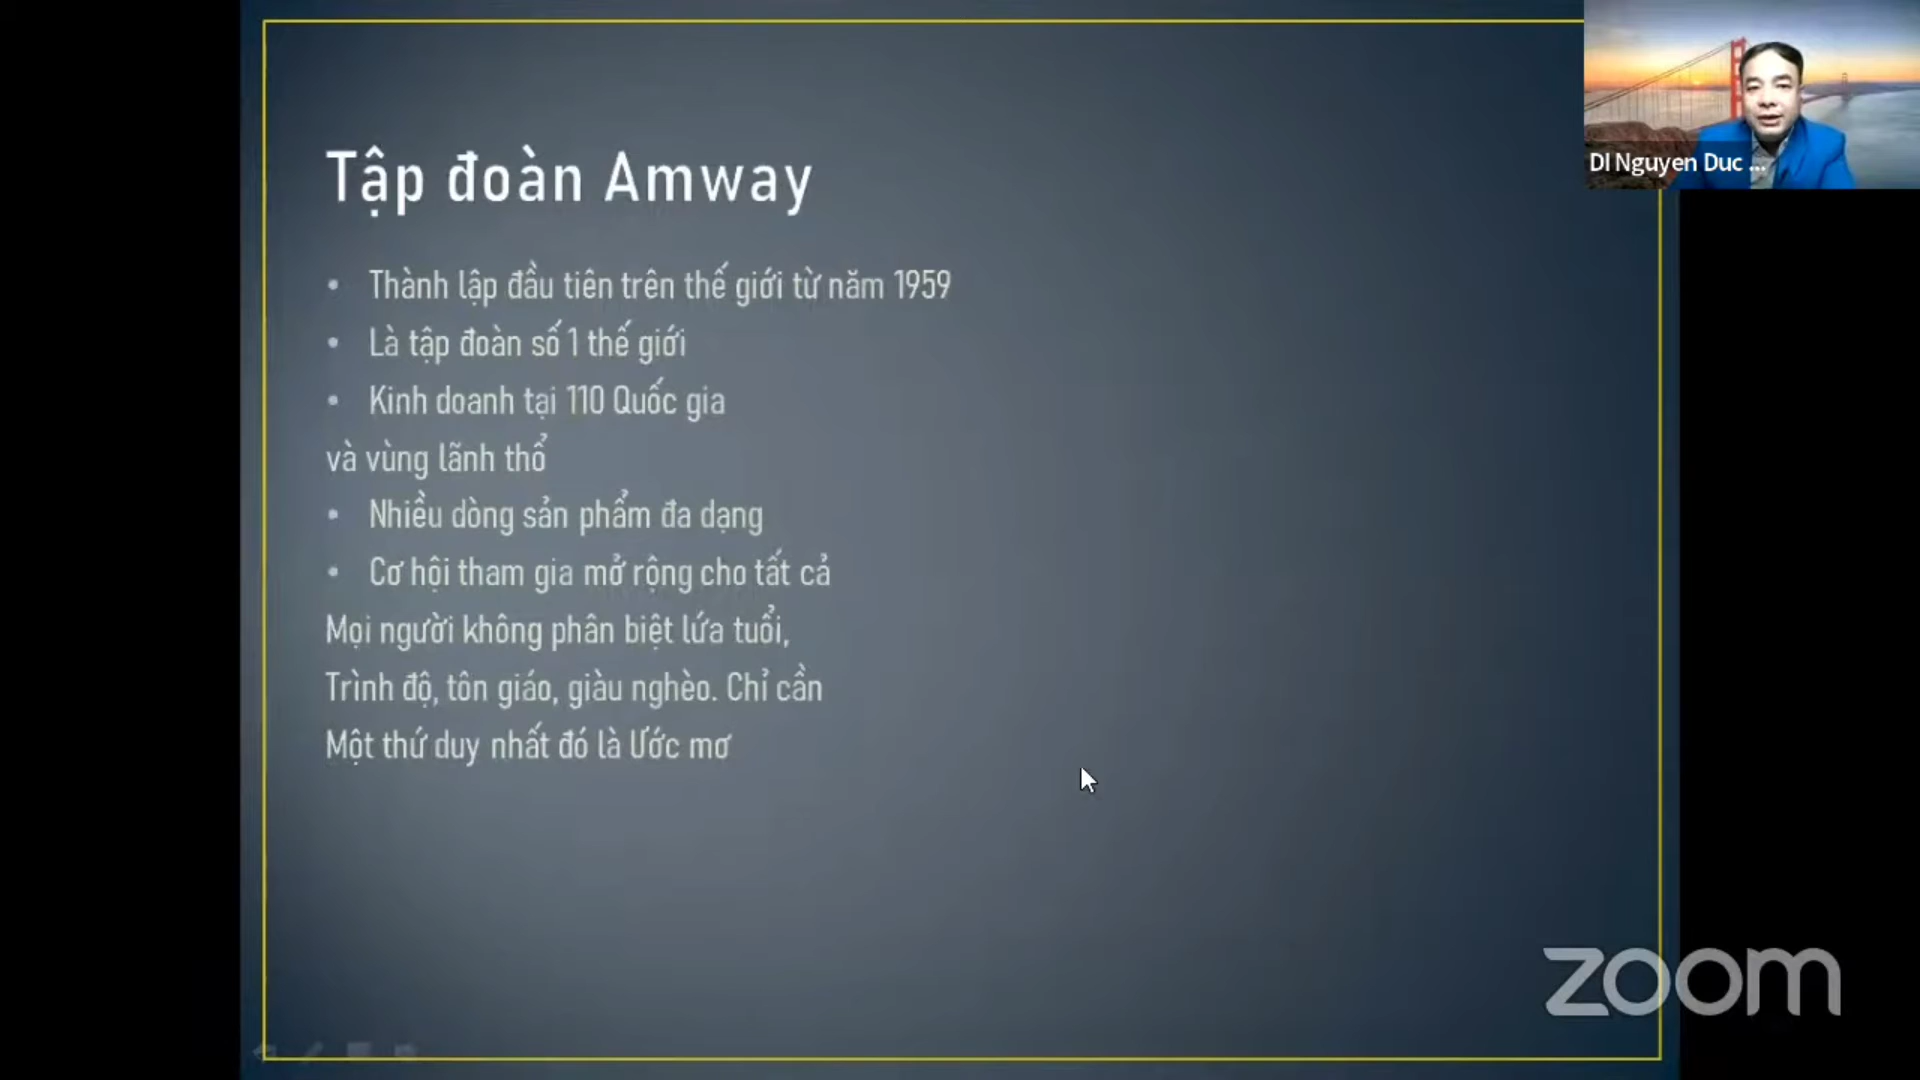 Tập đoàn Amway
• Thành lập đầu tiên trên thế giới từ năm 1959
• Là tập đoàn số 1 thế giới
• Kinh doanh tại 110 Quốc gia
và vùng lãnh thổ
• Nhiều dòng sản phẩm đa dạng
• Cơ hội tham gia mở rộng cho tất cả
Mọi người không phân biệt lứa tuổi,
Trình độ, tôn giáo, giàu nghèo. Chỉ cần
Một thứ duy nhất đó là Ước mơ
DI Nguyen Duc ...
zoom